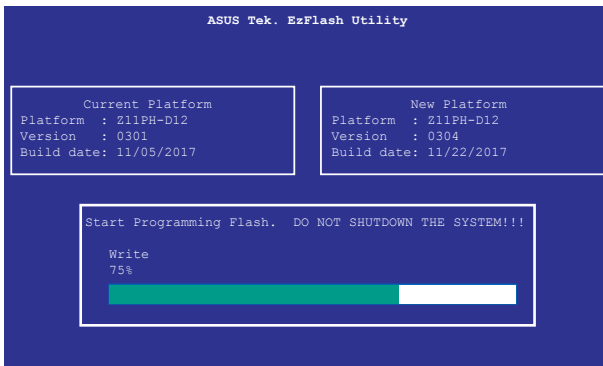 ASUS Tek. EzFlash Utility
Current Platform
Platform : Z11PH-D12
Version : 0301
Build date: 11/05/2017
New Platform
Platform : Z11PH-D12
Version : 0304
Build date: 11/22/2017
Start Programming Flash. DO NOT SHUTDOWN THE SYSTEM!!!
Write
75%